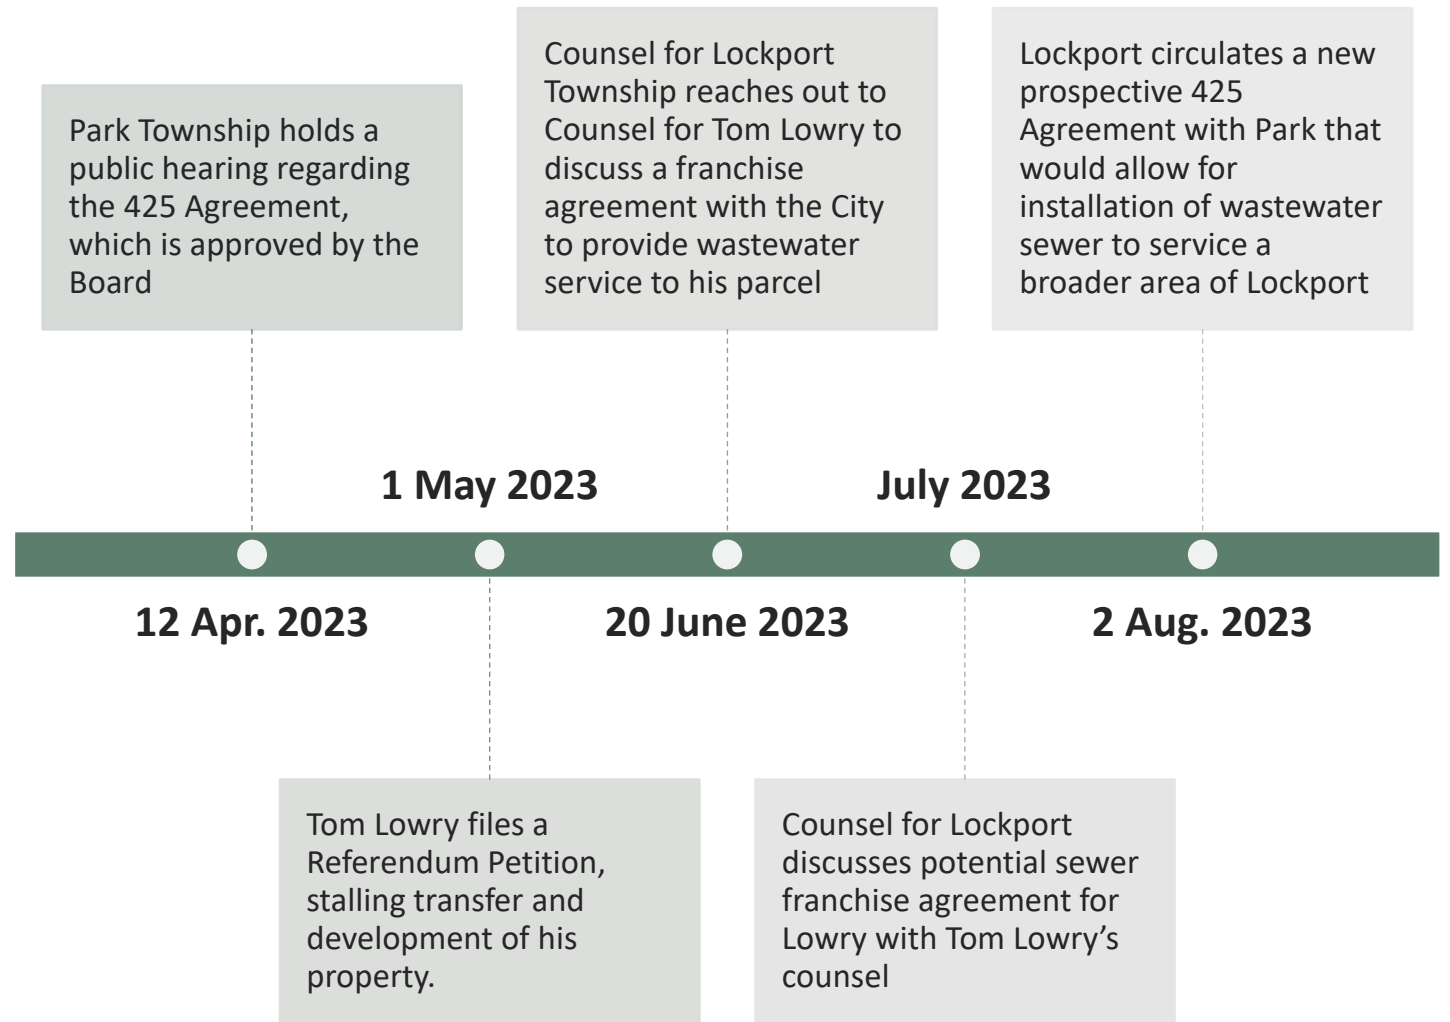 Park Township holds a
public hearing regarding
the 425 Agreement,
which is approved by the
Board
Counsel for Lockport
Township reaches out to
Counsel for Tom Lowry to
discuss a franchise
agreement with the City
to provide wastewater
service to his parcel
Lockport circulates a new
prospective 425
Agreement with Park that
would allow for
installation of wastewater
sewer to service a
broader area of Lockport
1 May 2023
July 2023
12 Apr. 2023
20 June 2023
2 Aug. 2023
Tom Lowry files a
Referendum Petition,
stalling transfer and
development of his
property.
Counsel for Lockport
discusses potential sewer
franchise agreement for
Lowry with Tom Lowry’s
counsel